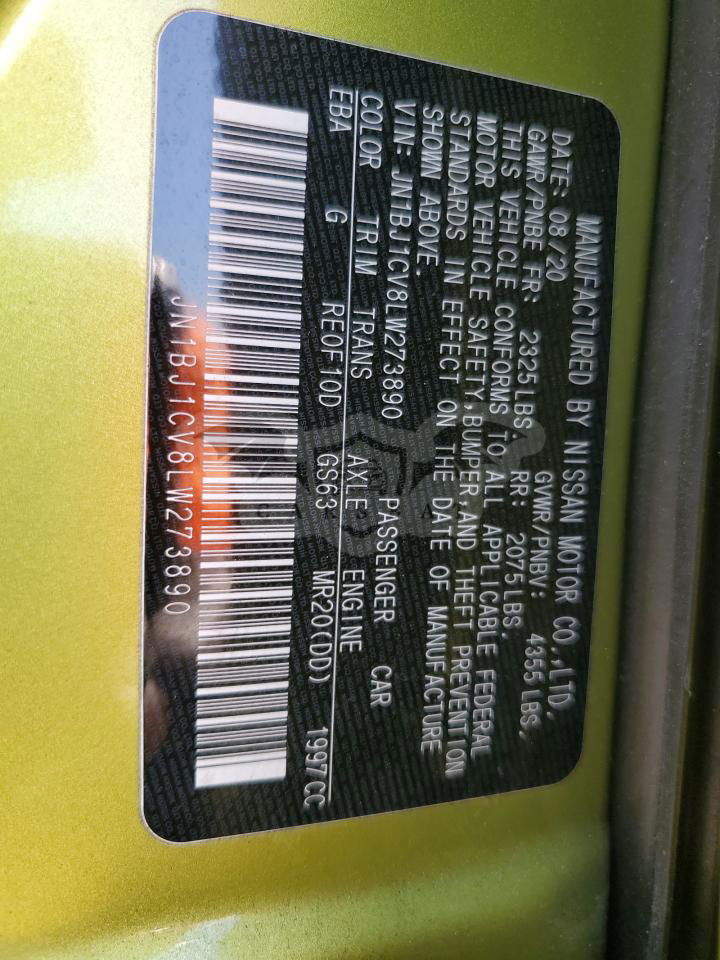 MANUFACTURED BY NISSAN MOTOR CO.,LTD.
DATE: 08/20 GVWR/PNBV: 4355 LBS.
GAWR/PNBE FR: 2325 LBS. RR: 2075 LBS.
THIS VEHICLE CONFORMS TO ALL APPLICABLE FEDERAL
MOTOR VEHICLE SAFETY,BUMPER,AND THEFT PREVENTION
STANDARDS IN EFFECT ON THE DATE OF MANUFACTURE
SHOWN ABOVE.
VIN: JN1BJ1CV8LW273890 PASSENGER CAR
COLOR TRIM TRANS AXLE ENGINE
EBA G RE0F10D GS63 MR20(DD) 1997CC
JN1BJ1CV8LW273890